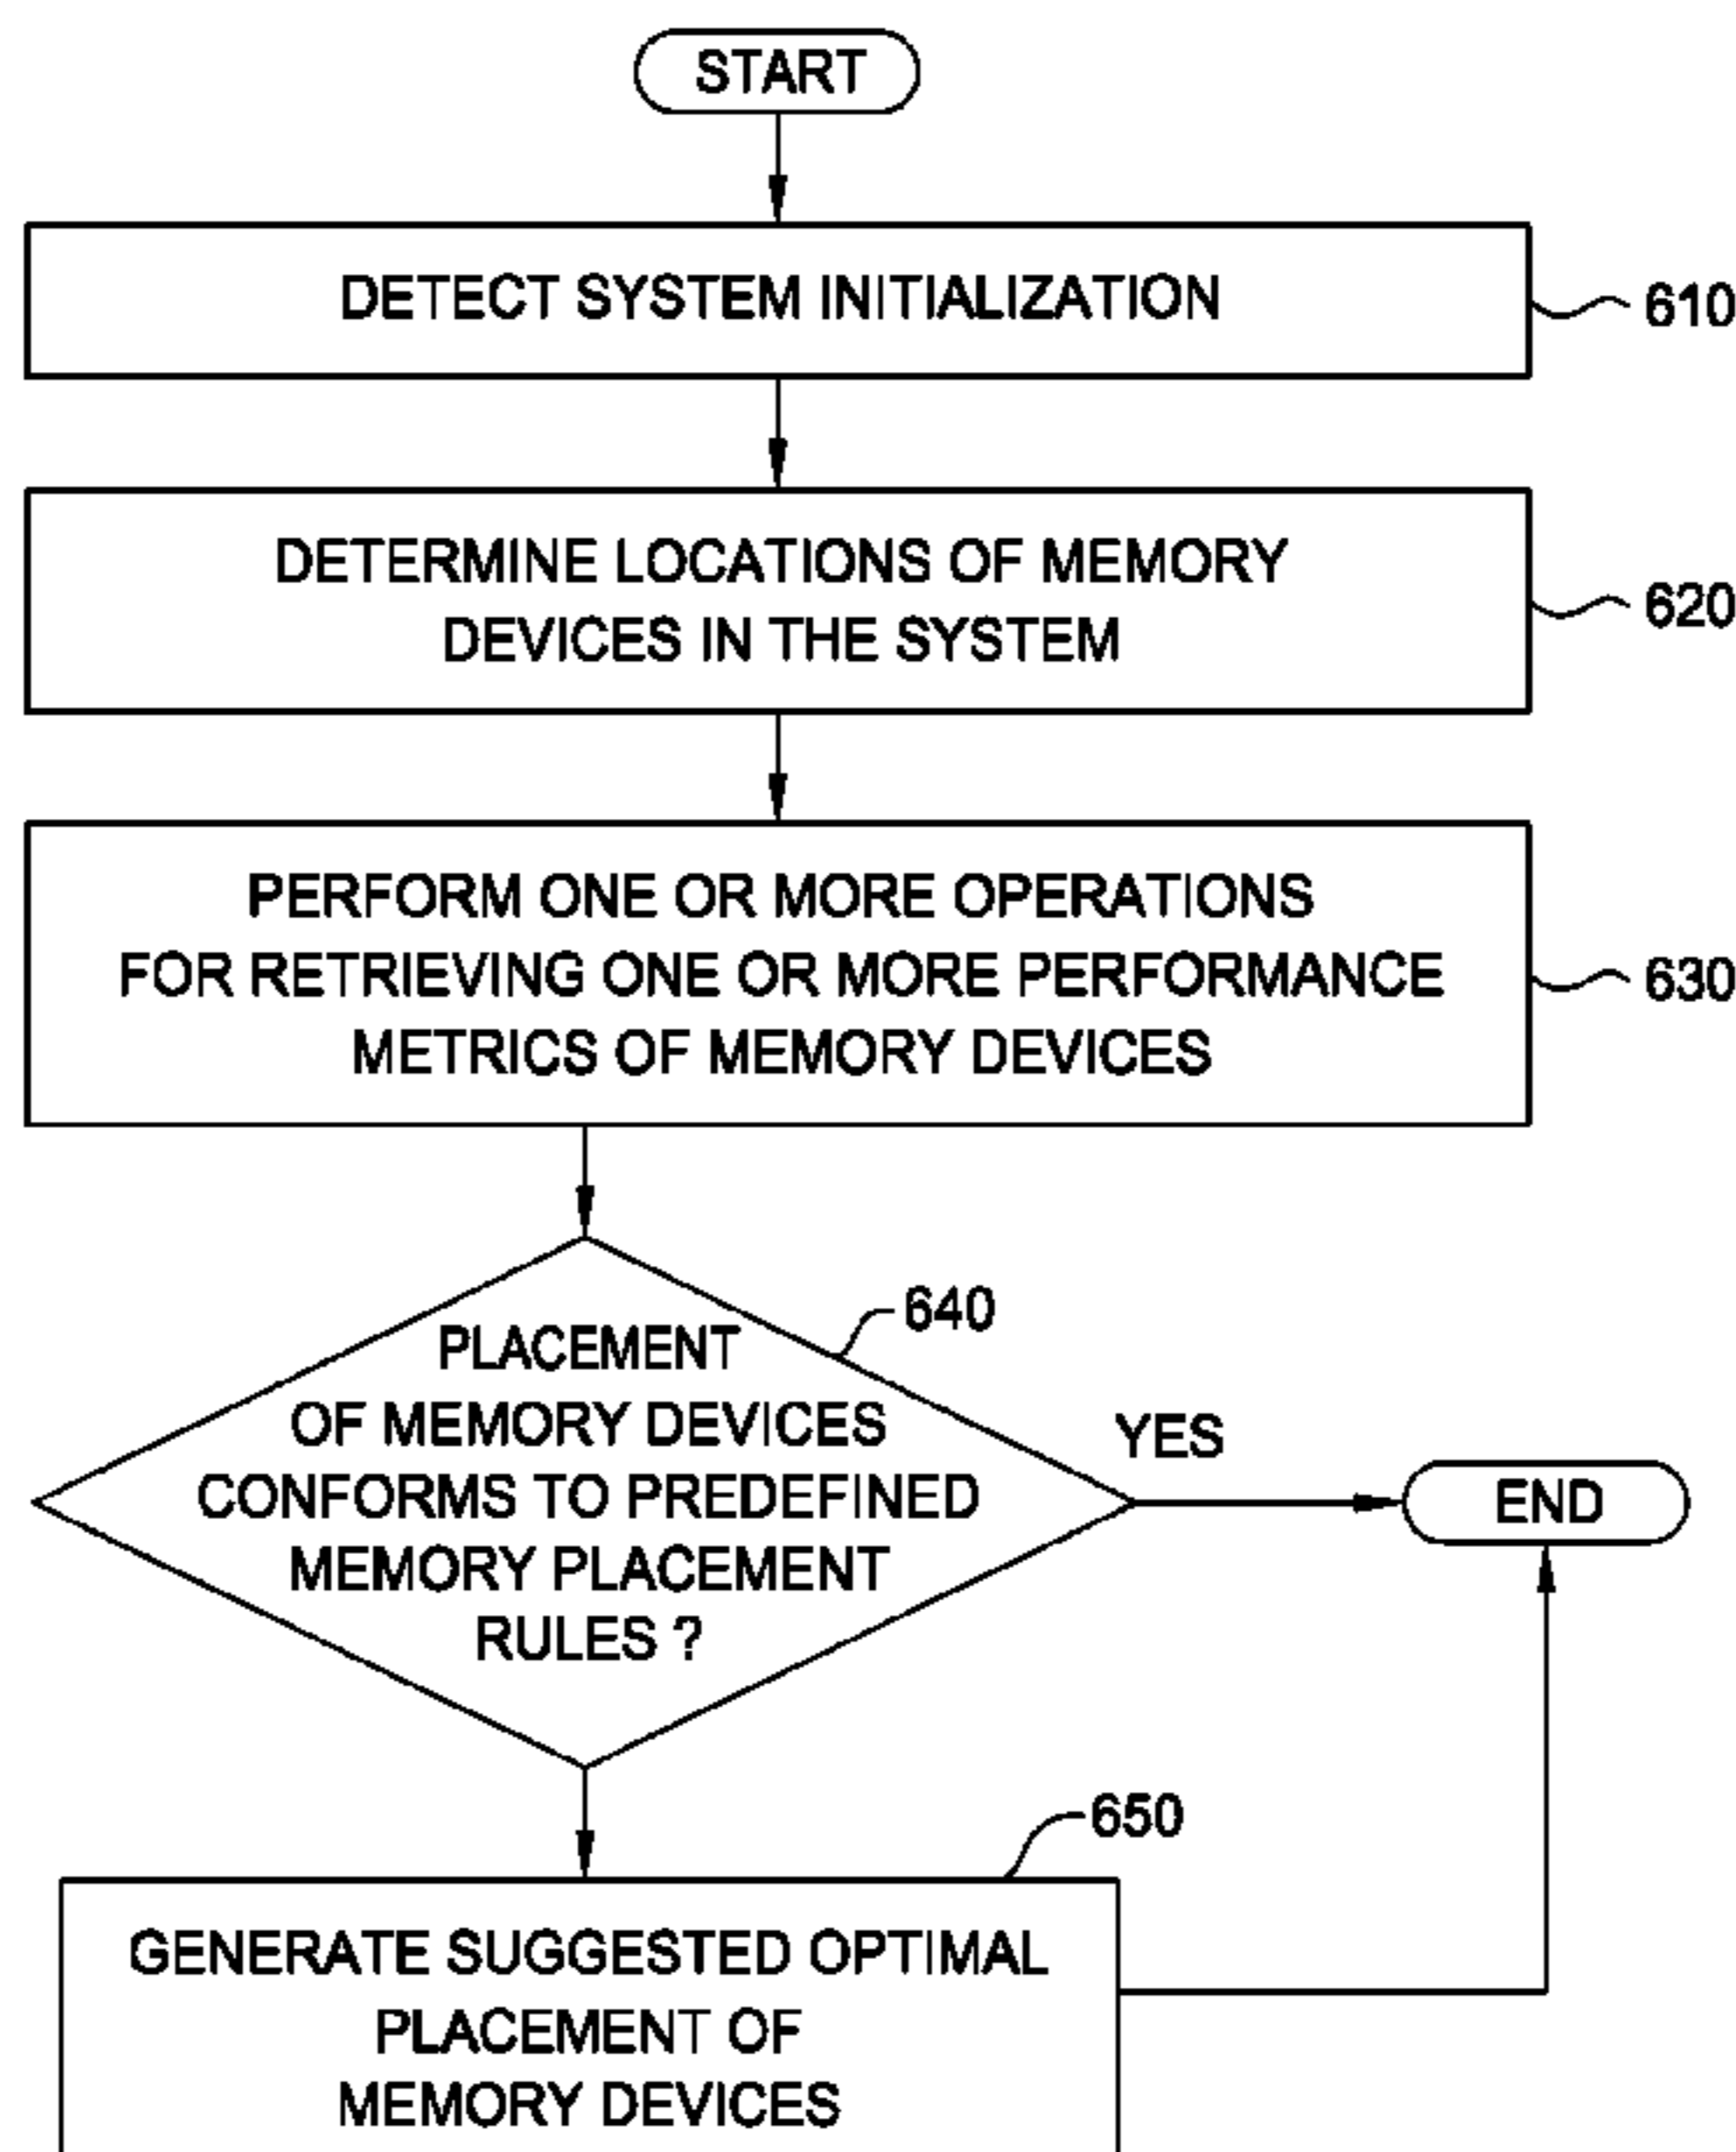 START
DETECT SYSTEM INITIALIZATION
610
DETERMINE LOCATIONS OF MEMORY
DEVICES IN THE SYSTEM
620
PERFORM ONE OR MORE OPERATIONS
FOR RETRIEVING ONE OR MORE PERFORMANCE
METRICS OF MEMORY DEVICES
630
640
PLACEMENT
OF MEMORY DEVICES
CONFORMS TO PREDEFINED
MEMORY PLACEMENT
RULES ?
YES
END
650
GENERATE SUGGESTED OPTIMAL
PLACEMENT OF
MEMORY DEVICES